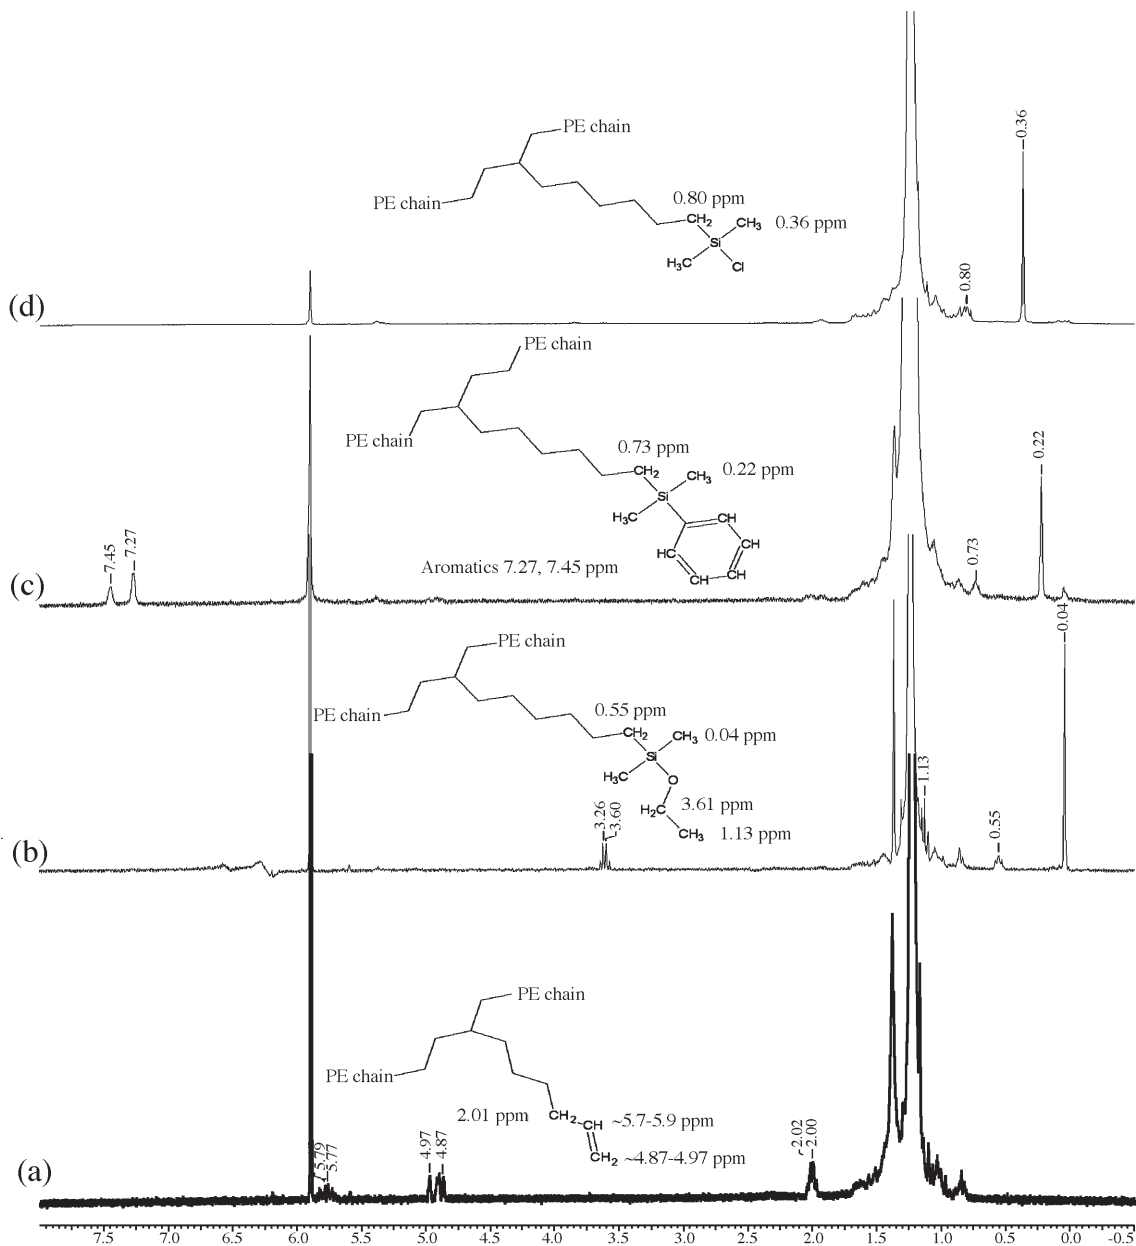 PE chain
0.36
0.80 ppm
PE chain
CH2
CH3
0.36 ppm
Si
H3C
Cl
0.80
(d)
PE chain
PE chain
0.73 ppm
0.22
CH2
CH3
0.22 ppm
Si
H3C
CH
7.45
7.27
HC
CH
0.73
Aromatics 7.27, 7.45 ppm
CH
CH
(c)
0.04
PE chain
0.55 ppm
PE chain
CH2
CH3
0.04 ppm
Si
H3C
O
1.13
H2C
3.61 ppm
3.26
3.60
CH3
1.13 ppm
0.55
(b)
PE chain
PE chain
2.01 ppm
CH2
CH
~5.7-5.9 ppm
5.79
5.77
4.97
4.87
2.02
2.00
CH2
~4.87-4.97 ppm
(a)
7.5 7.0 6.5 6.0 5.5 5.0 4.5 4.0 3.5 3.0 2.5 2.0 1.5 1.0 0.5 0.0 -0.5